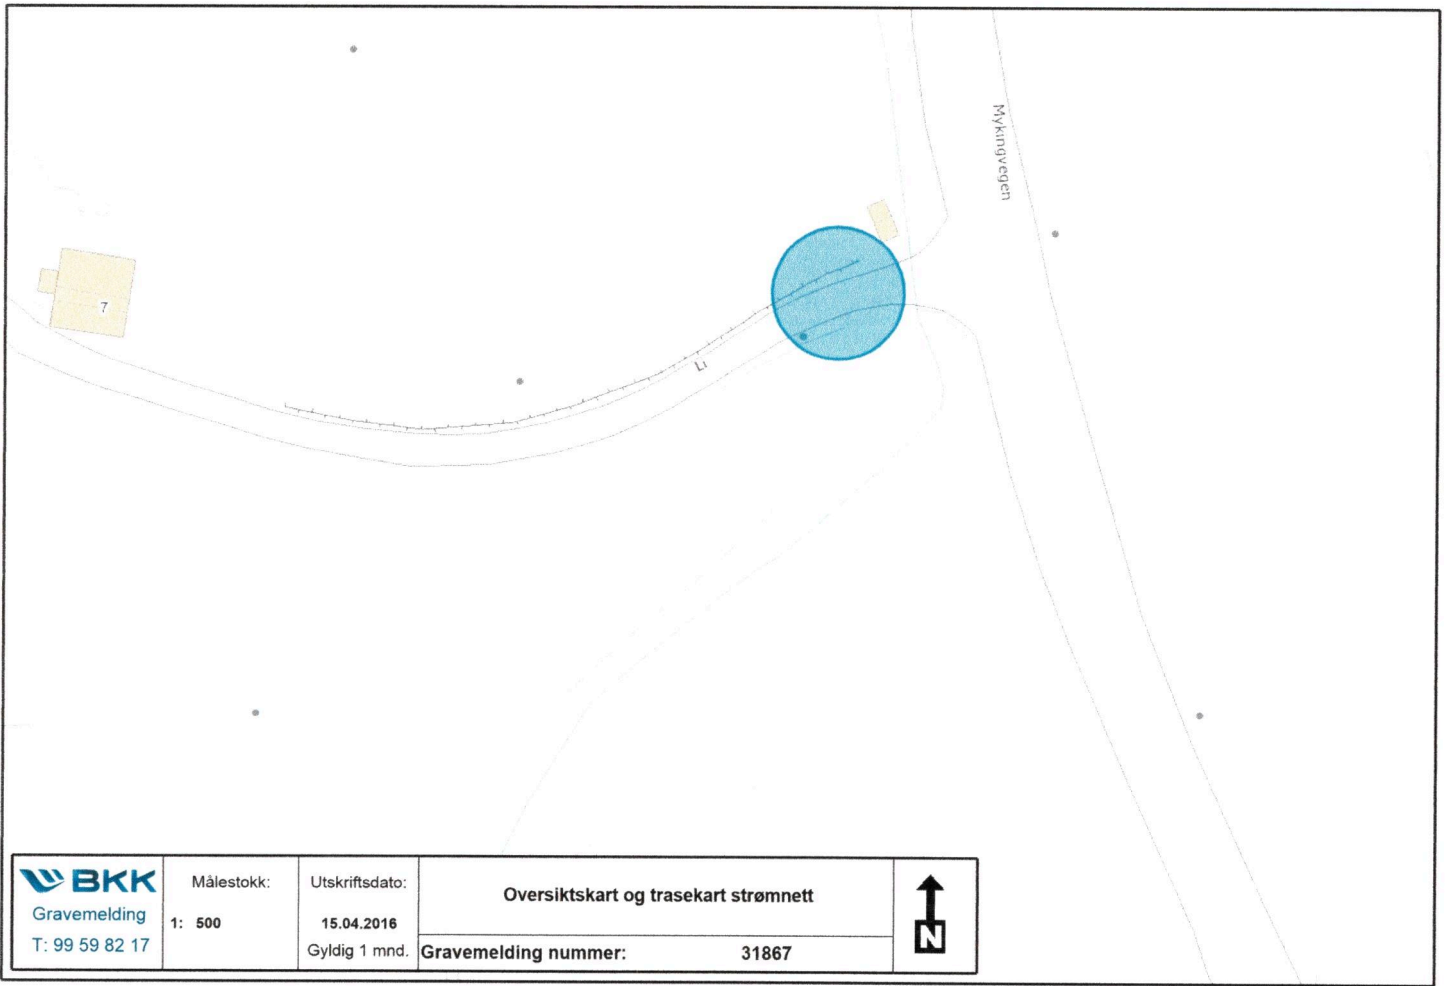 Mykingvegen
7
Li
BKK
Gravemelding
T: 99 59 82 17
Målestokk:
1: 500
Utskriftsdato:
15.04.2016
Gyldig 1 mnd.
Oversiktskart og trasekart strømnett
Gravemelding nummer: 31867
N